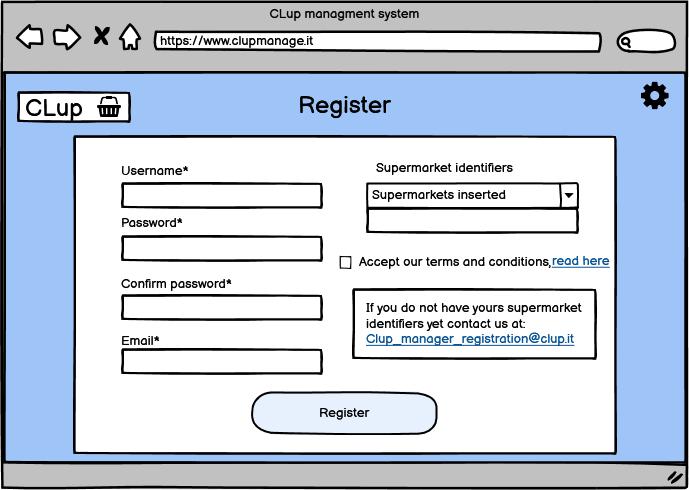 CLup managment system
https://www.clupmanage.it
CLup
Register
Username*
Password*
Confirm password*
Email*
Supermarket identifiers
Supermarkets inserted
Accept our terms and conditions, read here
If you do not have yours supermarket
identifiers yet contact us at:
Clup_manager_registration@clup.it
Register